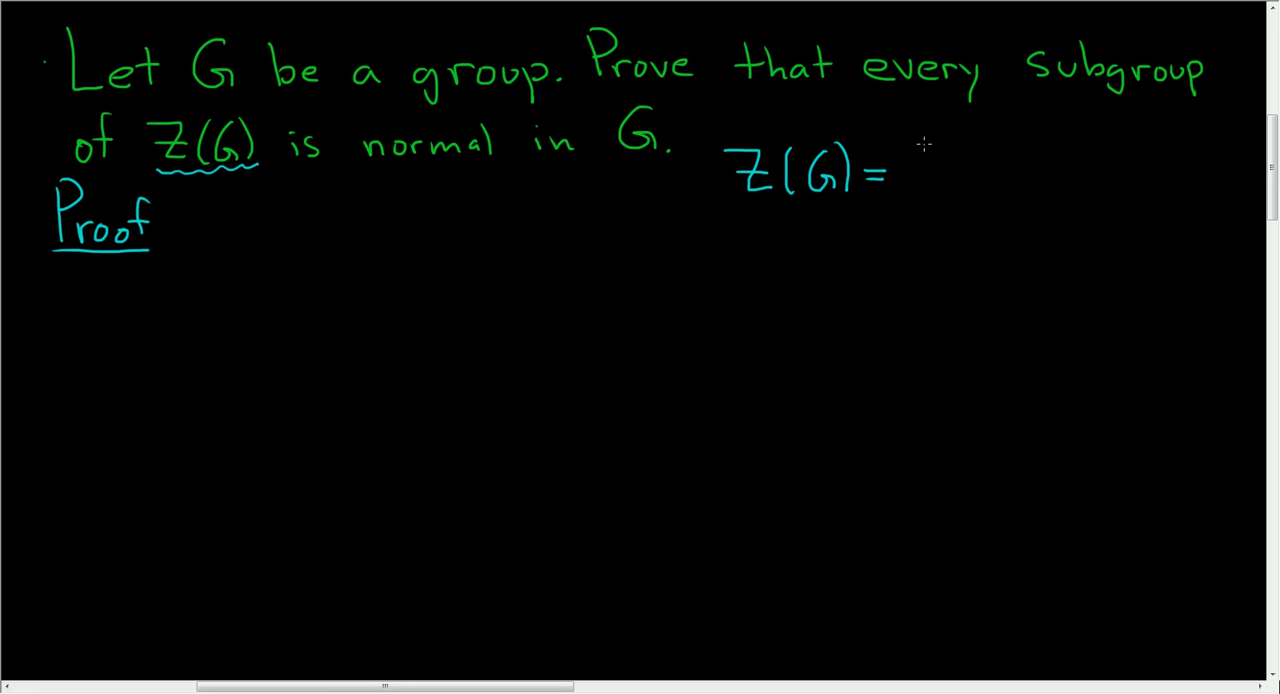 Let G be a group. Prove that every subgroup
of Z(G) is normal in G.
Z(G) =
Proof